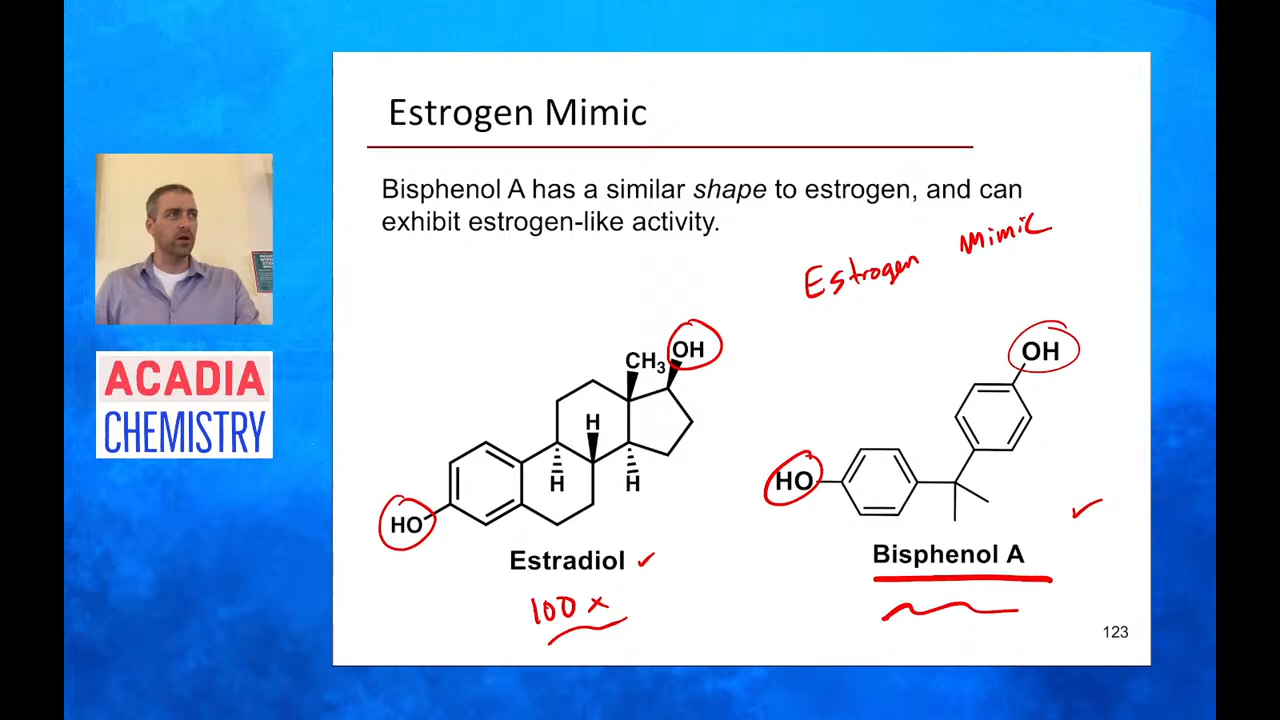 Estrogen Mimic
Bisphenol A has a similar shape to estrogen, and can
exhibit estrogen-like activity.
Estrogen Mimic
ACADIA
CHEMISTRY
CH3
OH
H
H
H
HO
Estradiol ✓
100 x
OH
HO
✓
Bisphenol A
123